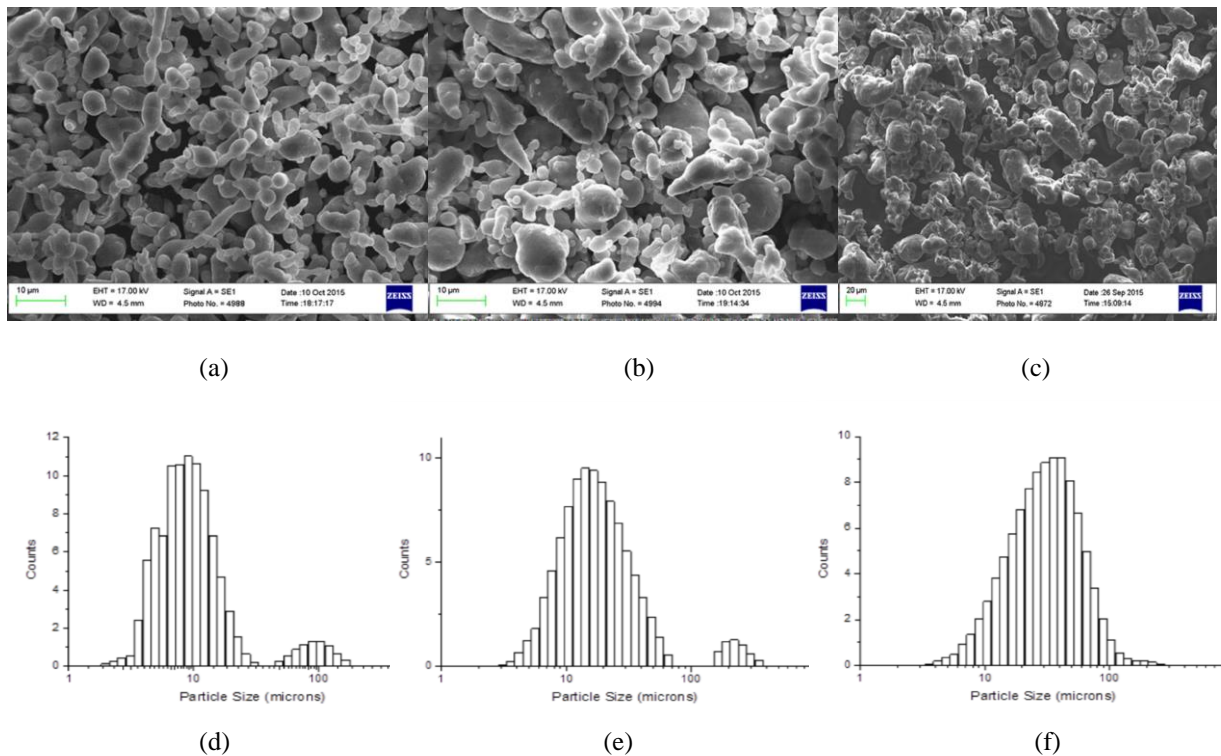 10 µm EHT = 17.00 kV Signal A = SE1 Date :10 Oct 2015 ZEISS
WD = 4.5 mm Photo No. = 4988 Time :18:17:17
10 µm EHT = 17.00 kV Signal A = SE1 Date :10 Oct 2015 ZEISS
WD = 4.5 mm Photo No. = 4994 Time :19:14:34
20 µm EHT = 17.00 kV Signal A = SE1 Date :26 Sep 2015 ZEISS
WD = 4.5 mm Photo No. = 4872 Time :15:09:14
(a) (b) (c)
12
10
8
6
4
2
0
Counts
1 10 100
Particle Size (microns)
10
5
0
Counts
1 10 100
Particle Size (microns)
10
8
6
4
2
0
Counts
1 10 100
Particle Size (microns)
(d) (e) (f)